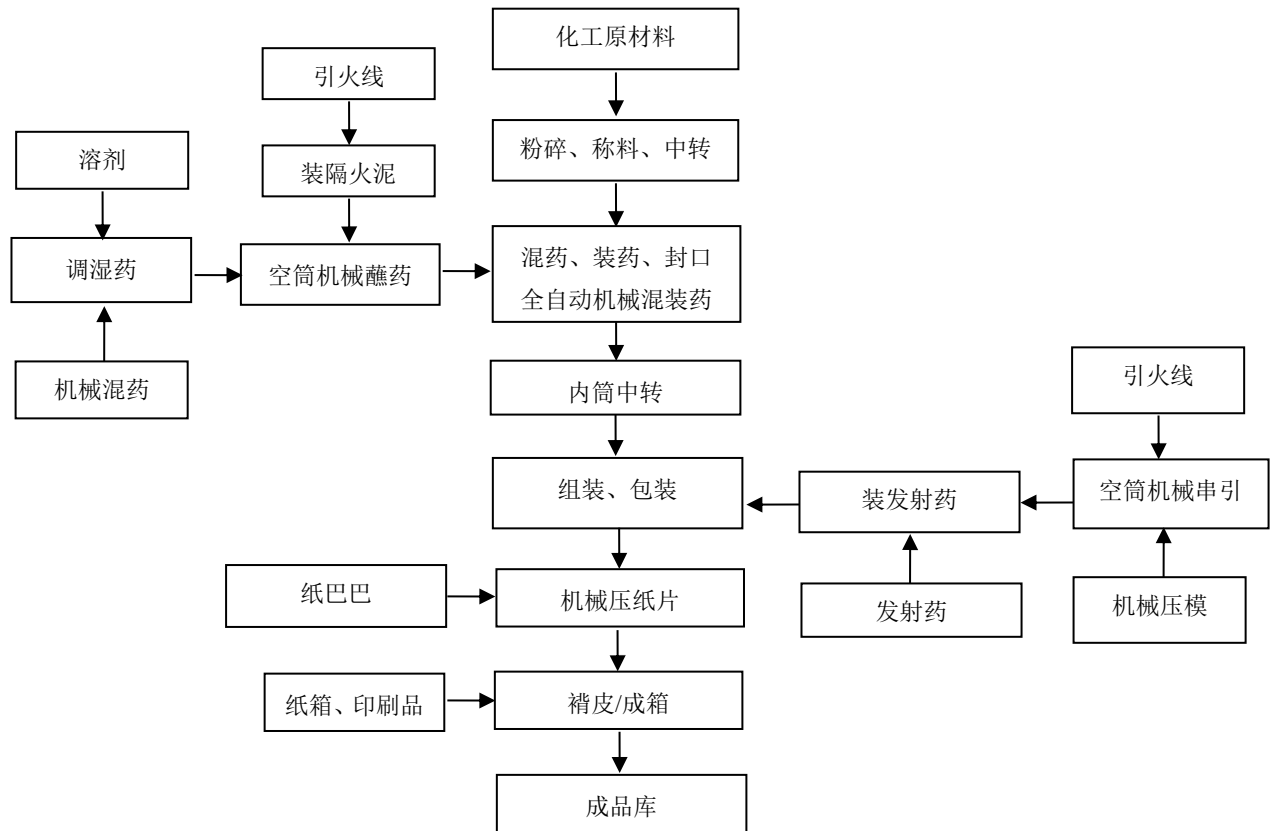 化工原材料
引火线
粉碎、称料、中转
溶剂
装隔火泥
调湿药
空筒机械蘸药
混药、装药、封口
全自动机械混装药
机械混药
内筒中转
引火线
组装、包装
装发射药
空筒机械串引
纸巴巴
机械压纸片
发射药
机械压模
纸箱、印刷品
褙皮/成箱
成品库